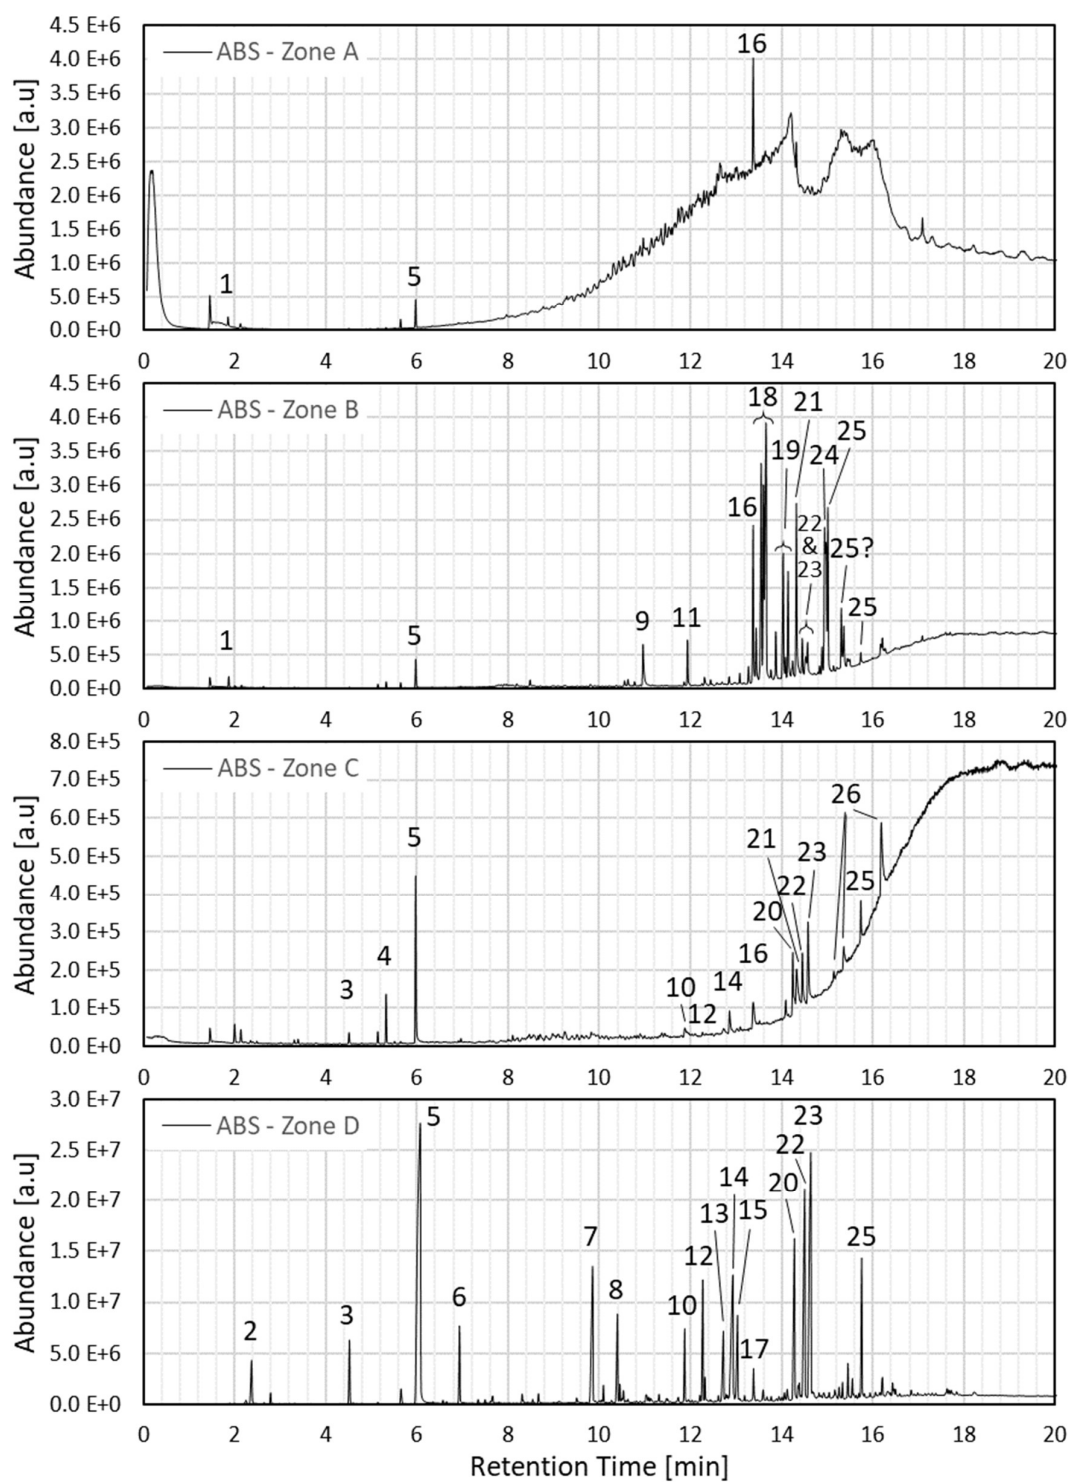 4.5 E+6
ABS - Zone A
16
4.0 E+6
3.5 E+6
3.0 E+6
2.5 E+6
2.0 E+6
1.5 E+6
1.0 E+6
1
5
5.0 E+5
0.0 E+0
Abundance [a.u]
0 2 4 6 8 10 12 14 16 18 20
4.5 E+6
ABS - Zone B
18
21
4.0 E+6
25
3.5 E+6
19 24
3.0 E+6
16
2.5 E+6
22
&
23
25?
2.0 E+6
1.5 E+6
9
11
25
1.0 E+6
1
5
5.0 E+5
0.0 E+0
Abundance [a.u]
0 2 4 6 8 10 12 14 16 18 20
8.0 E+5
ABS - Zone C
7.0 E+5
26
6.0 E+5
5
21
23
5.0 E+5
22
25
4.0 E+5
20
3.0 E+5
4
16
2.0 E+5
3
10
14
12
1.0 E+5
0.0 E+0
Abundance [a.u]
0 2 4 6 8 10 12 14 16 18 20
3.0 E+7
ABS - Zone D
5
23
2.5 E+7
22
14
20
2.0 E+7
13
15
7
12
25
1.5 E+7
8
10
6
1.0 E+7
2
3
17
5.0 E+6
0.0 E+0
Abundance [a.u]
0 2 4 6 8 10 12 14 16 18 20
Retention Time [min]